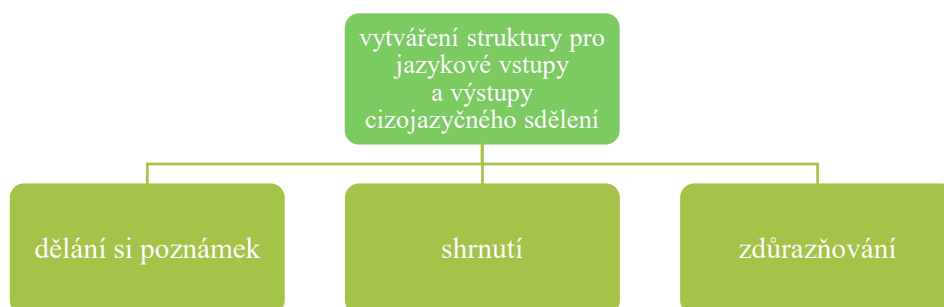 vytváření struktury pro
jazykové vstupy
a výstupy
cizojazyčného sdělení
dělání si poznámek
shrnutí
zdůrazňování